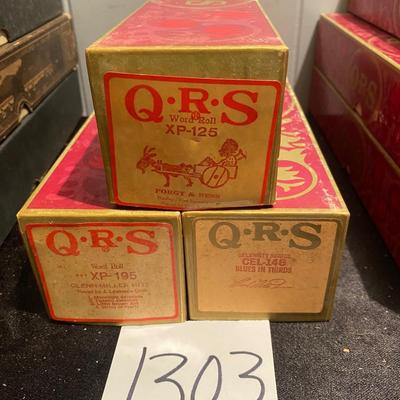 Q·R·S
Word Roll
XP-125
PORGY & BESS
Q·R·S
Word Roll
XP-195
GLENN MILLER HITS
Q·R·S
CELEBRITY SERIES
CEL-146
BLUES IN THIRDS
1303